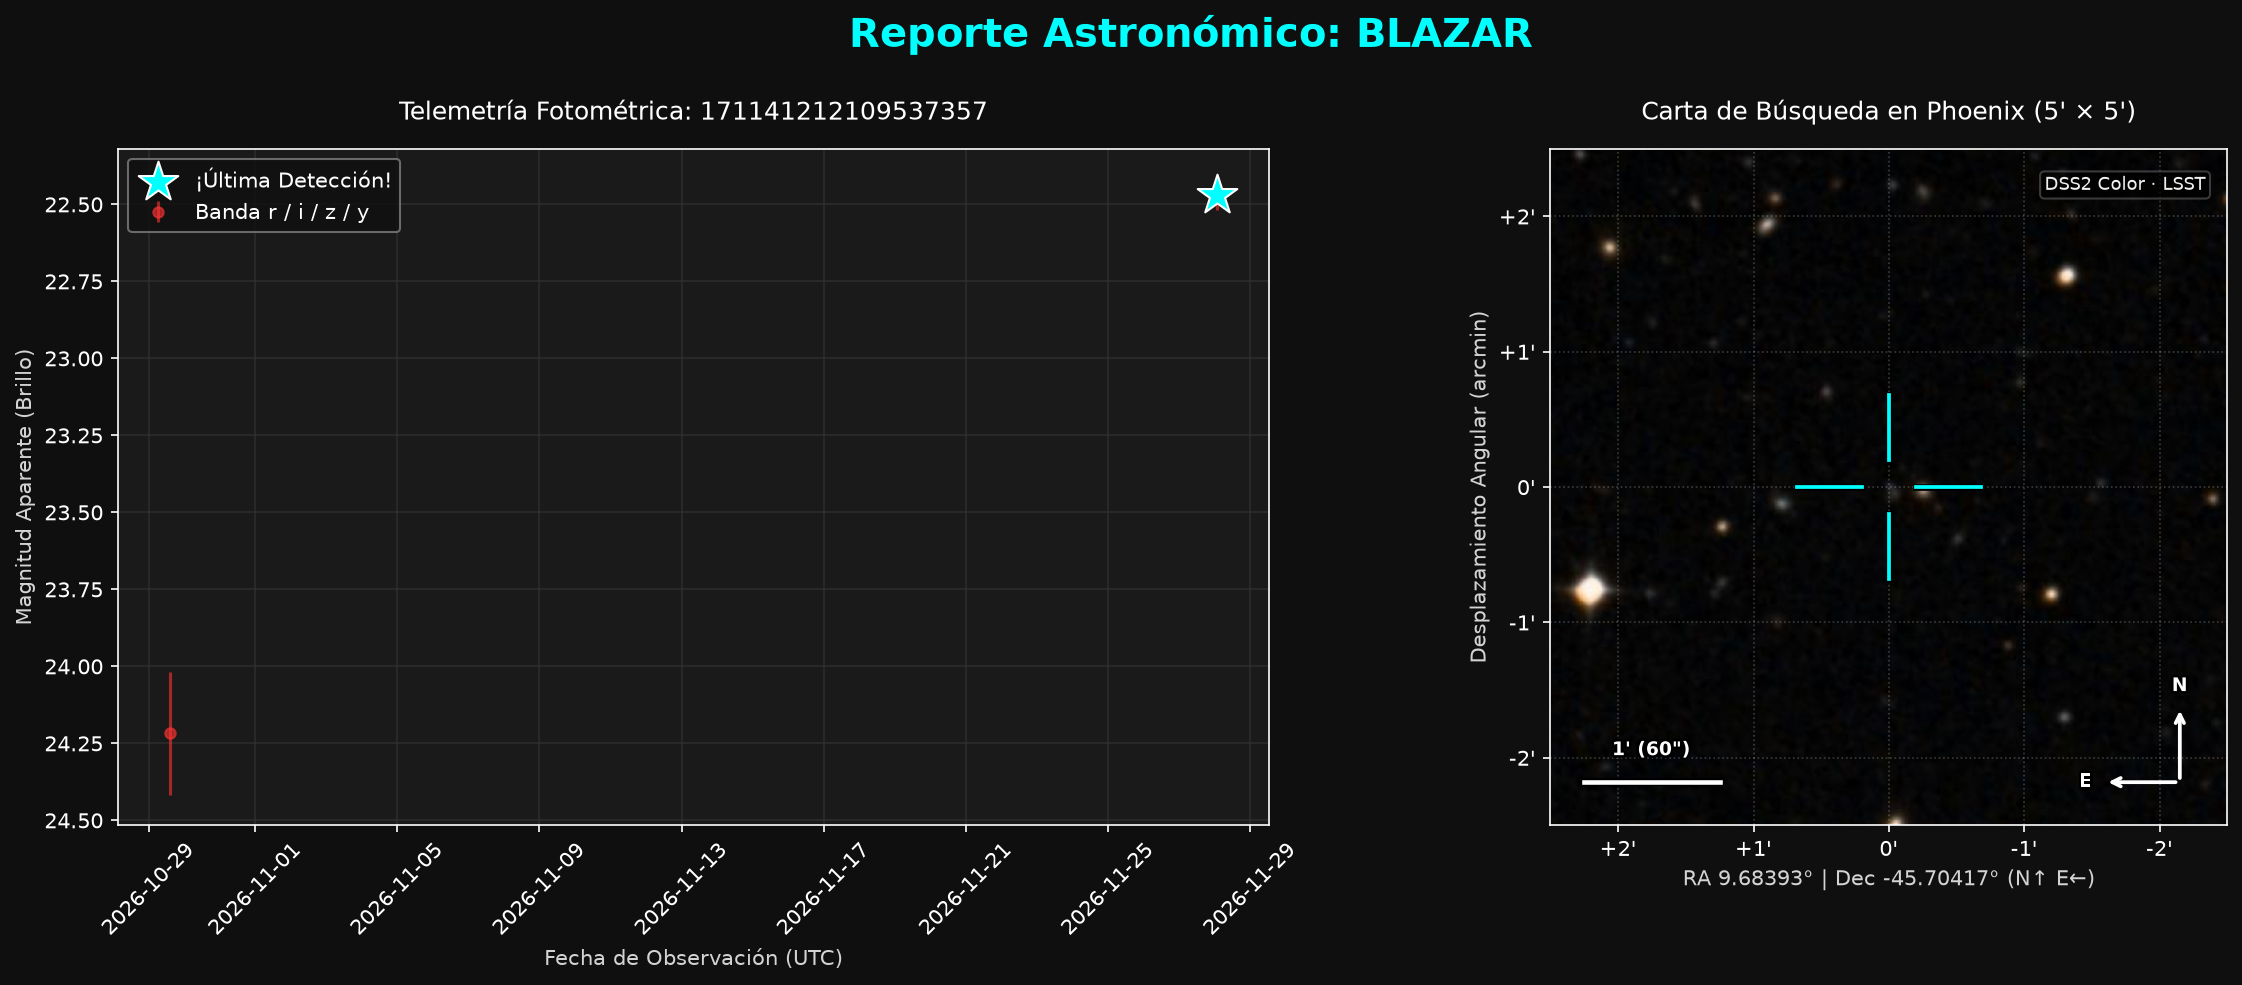 Reporte Astronómico: BLAZAR
Telemetría Fotométrica: 171141212109537357
¡Última Detección!
Banda r / i / z / y
Magnitud Aparente (Brillo)
22.50
22.75
23.00
23.25
23.50
23.75
24.00
24.25
24.50
2026-10-29
2026-11-01
2026-11-05
2026-11-09
2026-11-13
2026-11-17
2026-11-21
2026-11-25
2026-11-29
Fecha de Observación (UTC)
Carta de Búsqueda en Phoenix (5' × 5')
DSS2 Color · LSST
Desplazamiento Angular (arcmin)
+2'
+1'
0'
-1'
-2'
N
E
1' (60")
+2'
+1'
0'
-1'
-2'
RA 9.68393° | Dec -45.70417° (N↑ E←)